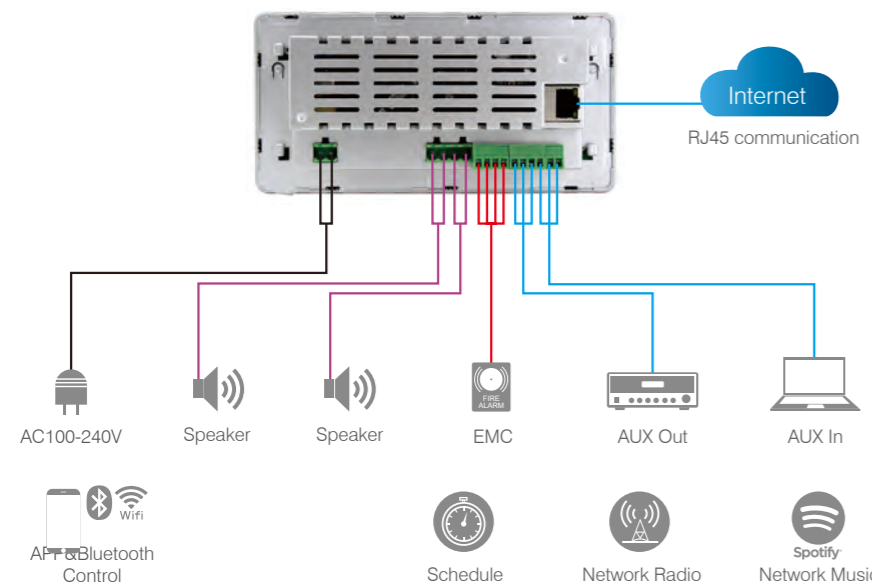 Internet
RJ45 communication
FIRE
ALARM
AC100-240V
Speaker
Speaker
EMC
AUX Out
AUX In
Wifi
APP&Bluetooth
Control
Schedule
Network Radio
Spotify
Network Music